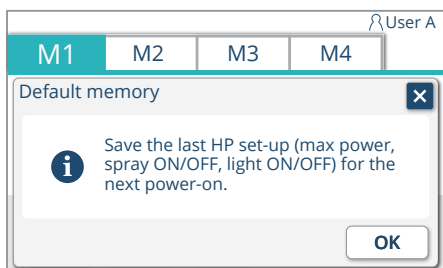 User A
M1 M2 M3 M4
Default memory
Save the last HP set-up (max power,
spray ON/OFF, light ON/OFF) for the
next power-on.
OK